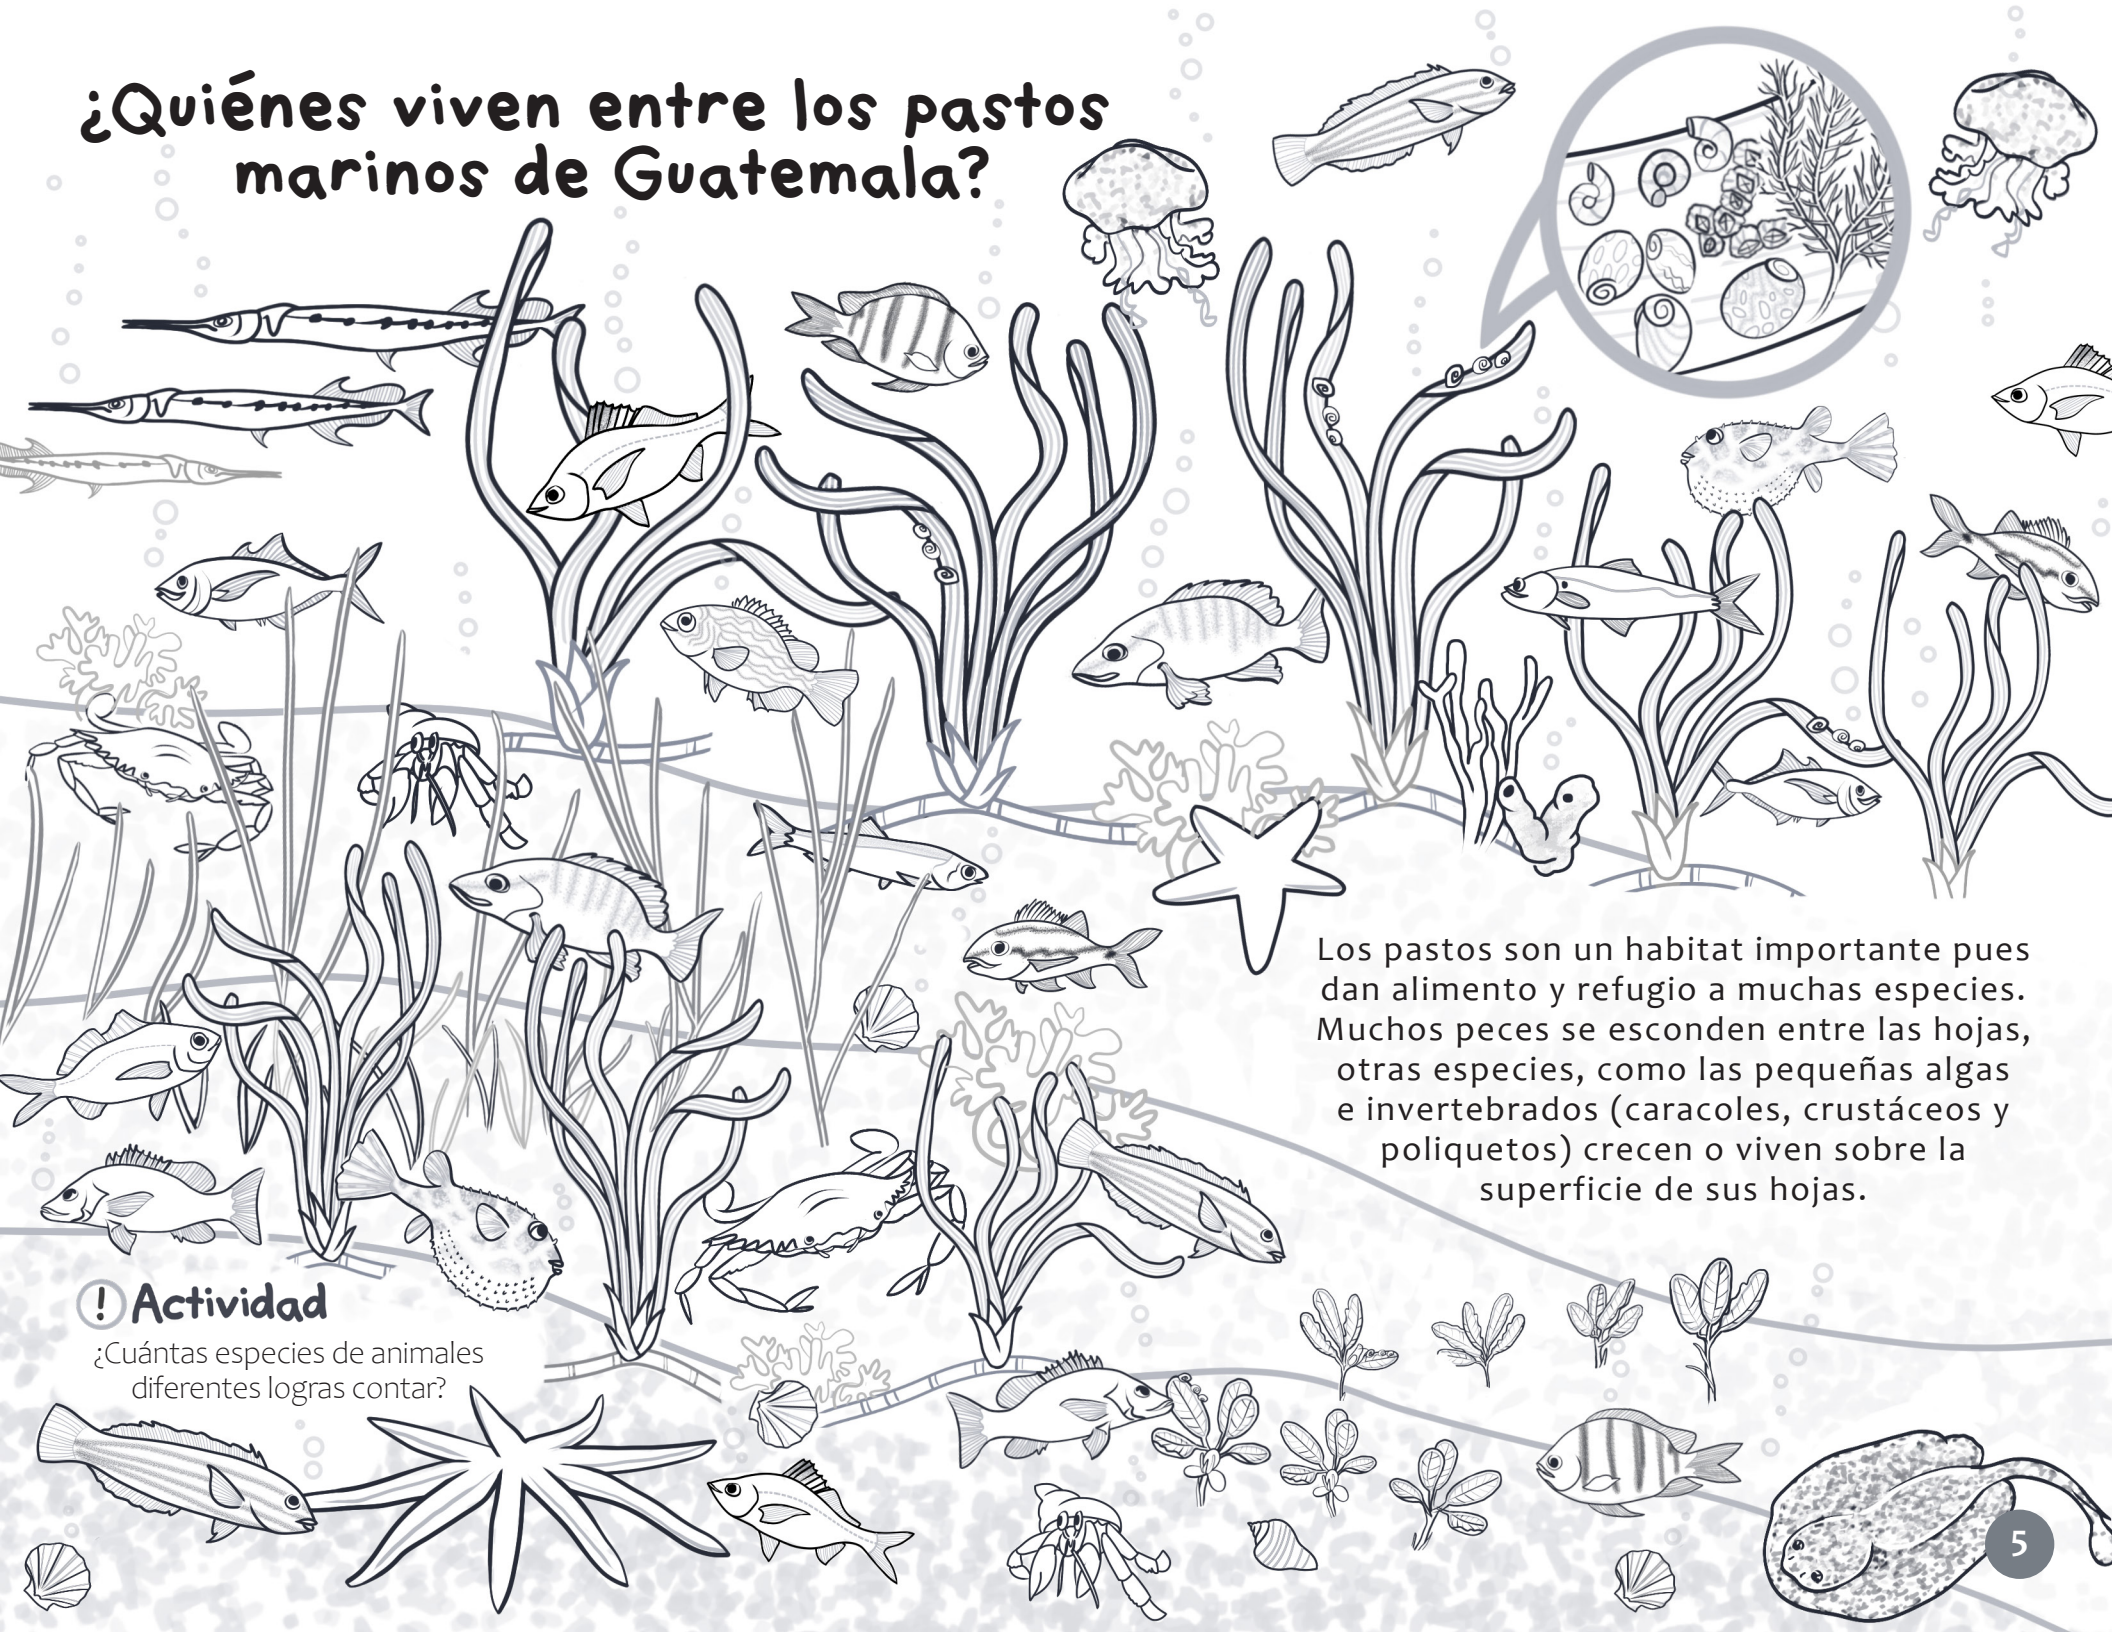 ¿Quiénes viven entre los pastos
marinos de Guatemala?
Los pastos son un habitat importante pues
dan alimento y refugio a muchas especies.
Muchos peces se esconden entre las hojas,
otras especies, como las pequeñas algas
e invertebrados (caracoles, crustáceos y
poliquetos) crecen o viven sobre la
superficie de sus hojas.
! Actividad
¿Cuántas especies de animales
diferentes logras contar?
5